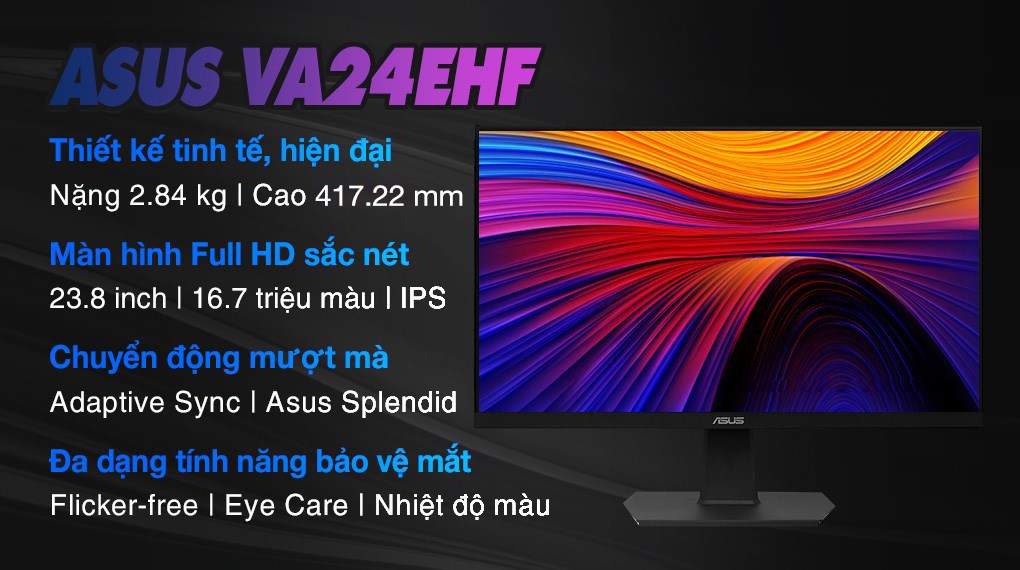 ASUS VA24EHF
Thiết kế tinh tế, hiện đại
Nặng 2.84 kg | Cao 417.22 mm
Màn hình Full HD sắc nét
23.8 inch | 16.7 triệu màu | IPS
Chuyển động mượt mà
Adaptive Sync | Asus Splendid
Đa dạng tính năng bảo vệ mắt
Flicker-free | Eye Care | Nhiệt độ màu
ASUS